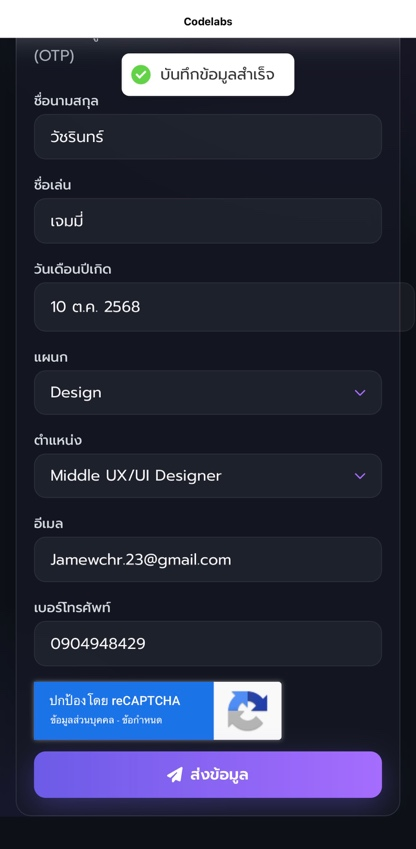 Codelabs
(OTP)
บันทึกข้อมูลสำเร็จ
ชื่อนามสกุล
วัชรินทร์
ชื่อเล่น
เจมมี่
วันเดือนปีเกิด
10 ต.ค. 2568
แผนก
Design
ตำแหน่ง
Middle UX/UI Designer
อีเมล
Jamewchr.23@gmail.com
เบอร์โทรศัพท์
0904948429
ปกป้องโดย reCAPTCHA
ข้อมูลส่วนบุคคล - ข้อกำหนด
ส่งข้อมูล